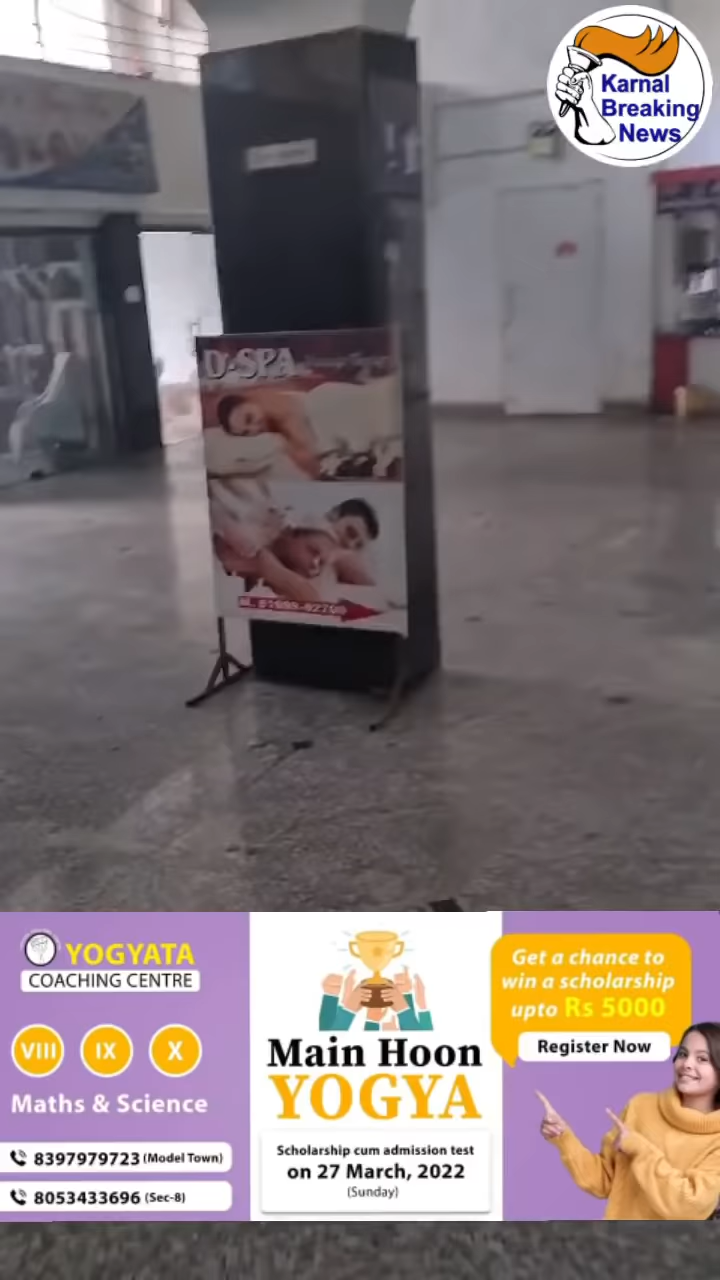 Karnal
Breaking
News
D-SPA
YOGYATA
COACHING CENTRE
VIII IX X
Maths & Science
8397979723 (Model Town)
8053433696 (Sec-8)
Main Hoon
YOGYA
Scholarship cum admission test
on 27 March, 2022
(Sunday)
Get a chance to
win a scholarship
upto Rs 5000
Register Now